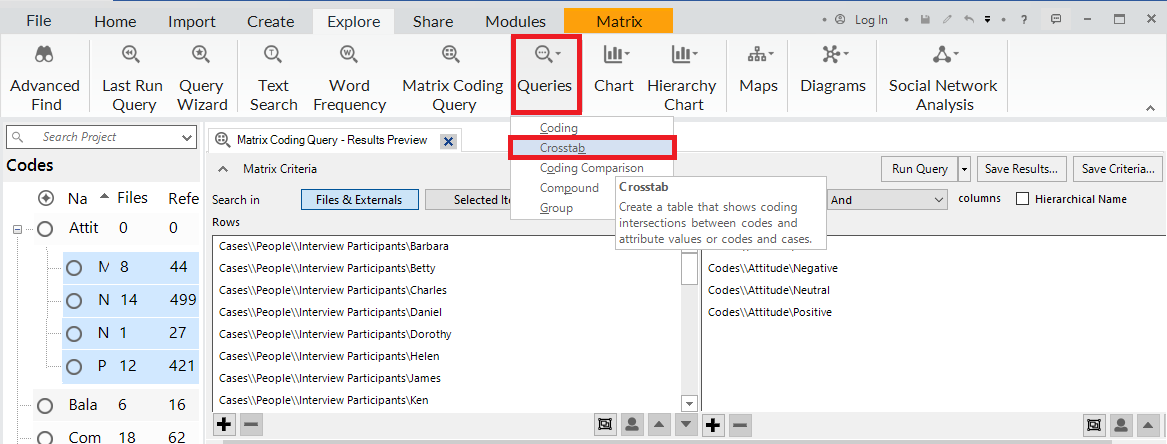 File Home Import Create Explore Share Modules Matrix Log In ?
Advanced Find
Last Run Query
Query Wizard
Text Search
Word Frequency
Matrix Coding Query
Queries
Chart
Hierarchy Chart
Maps
Diagrams
Social Network Analysis
Coding
Crosstab
Coding Comparison
Compound
Group
Crosstab
Create a table that shows coding
intersections between codes and
attribute values or codes and cases.
Search Project
Codes
Na Files Refe
Attit 0 0
M 8 44
N 14 499
N 1 27
P 12 421
Bala 6 16
Com 18 62
Matrix Coding Query - Results Preview
Matrix Criteria
Run Query Save Results... Save Criteria...
Search in Files & Externals Selected Ite And columns Hierarchical Name
Rows
Cases\\People\\Interview Participants\Barbara
Cases\\People\\Interview Participants\Betty
Cases\\People\\Interview Participants\Charles
Cases\\People\\Interview Participants\Daniel
Cases\\People\\Interview Participants\Dorothy
Cases\\People\\Interview Participants\Helen
Cases\\People\\Interview Participants\James
Cases\\People\\Interview Participants\Ken
Codes\\Attitude\Negative
Codes\\Attitude\Neutral
Codes\\Attitude\Positive